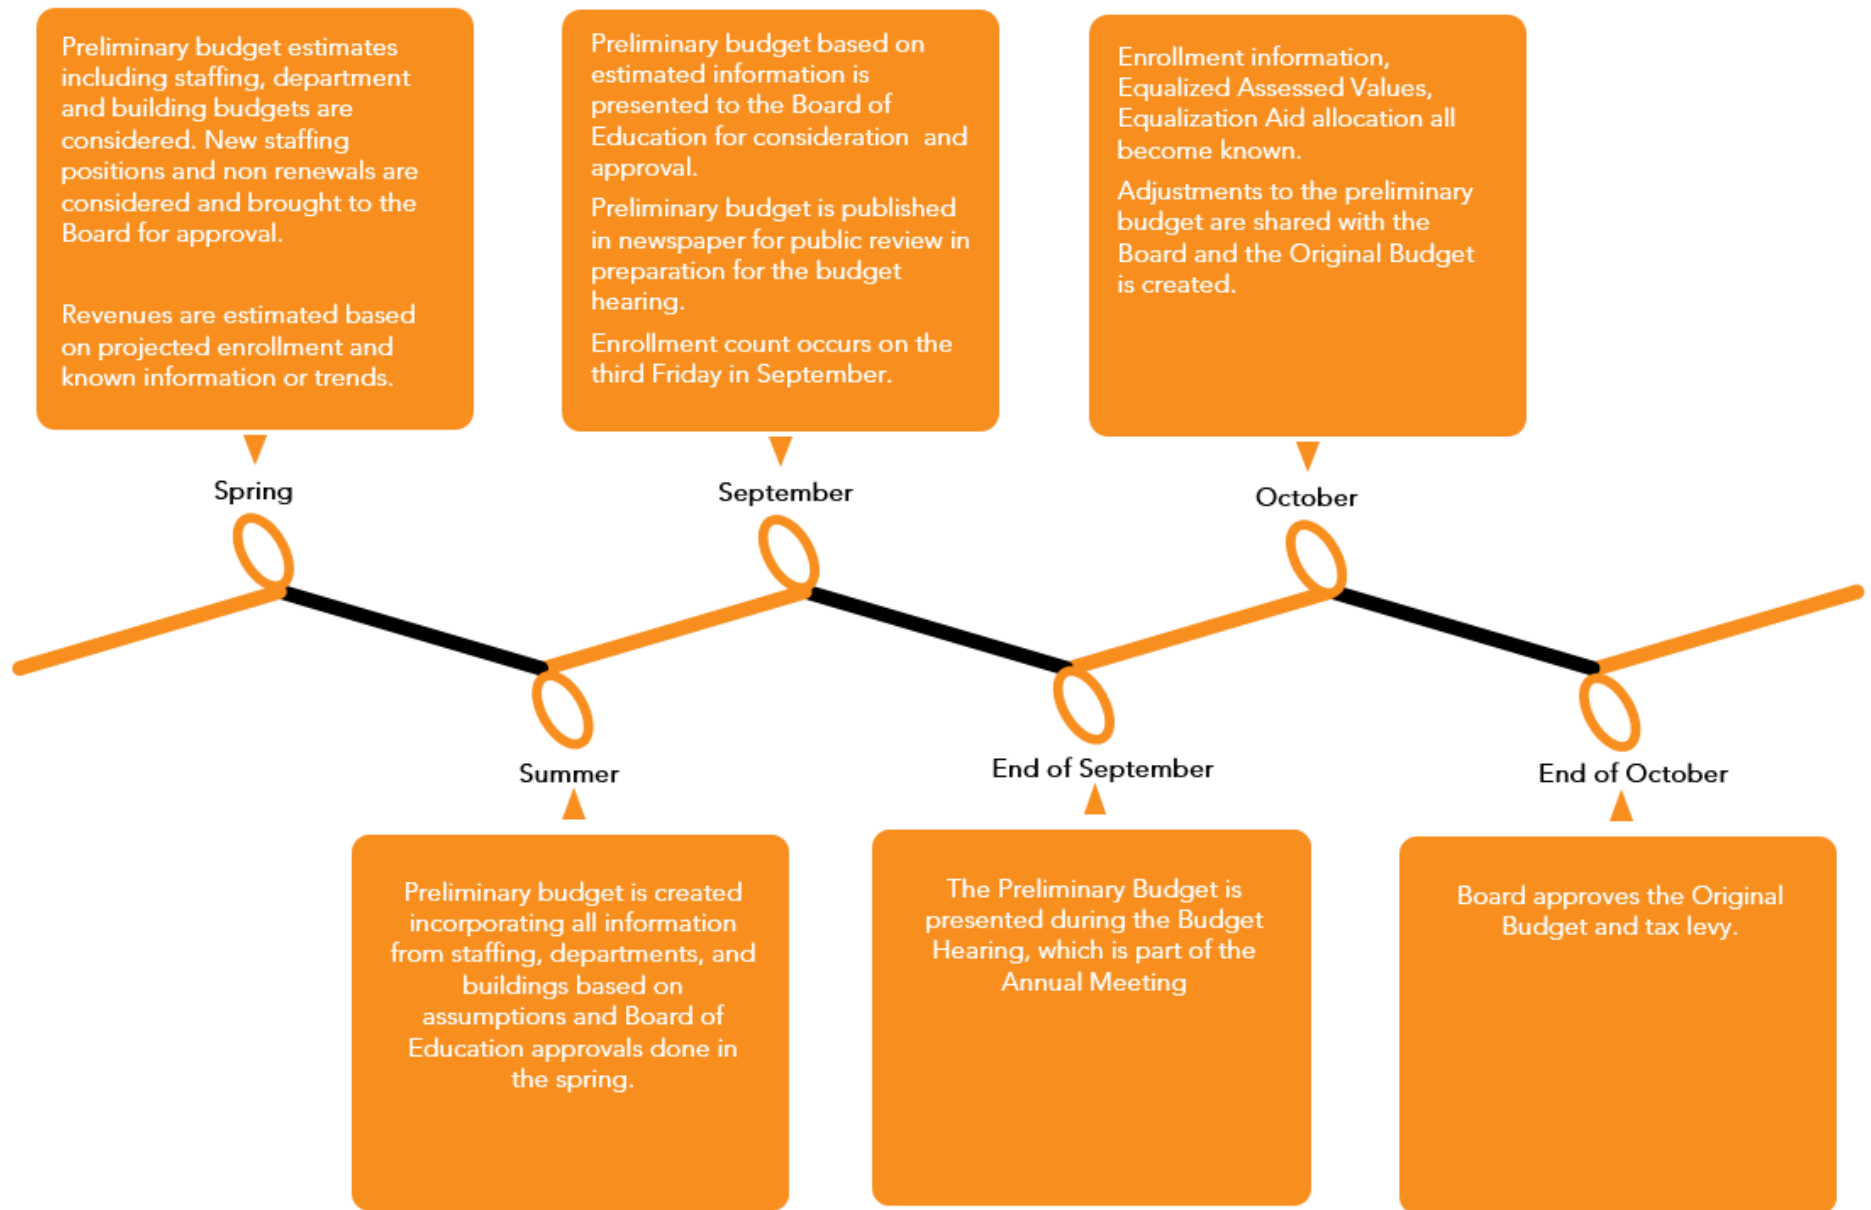 Preliminary budget estimates
including staffing, department
and building budgets are
considered. New staffing
positions and non renewals are
considered and brought to the
Board for approval.
Revenues are estimated based
on projected enrollment and
known information or trends.
Spring
Preliminary budget is created
incorporating all information
from staffing, departments, and
buildings based on
assumptions and Board of
Education approvals done in
the spring.
Summer
Preliminary budget based on
estimated information is
presented to the Board of
Education for consideration  and
approval.
Preliminary budget is published
in newspaper for public review in
preparation for the budget
hearing.
Enrollment count occurs on the
third Friday in September.
September
The Preliminary Budget is
presented during the Budget
Hearing, which is part of the
Annual Meeting
End of September
Enrollment information,
Equalized Assessed Values,
Equalization Aid allocation all
become known.
Adjustments to the preliminary
budget are shared with the
Board and the Original Budget
is created.
October
Board approves the Original
Budget and tax levy.
End of October